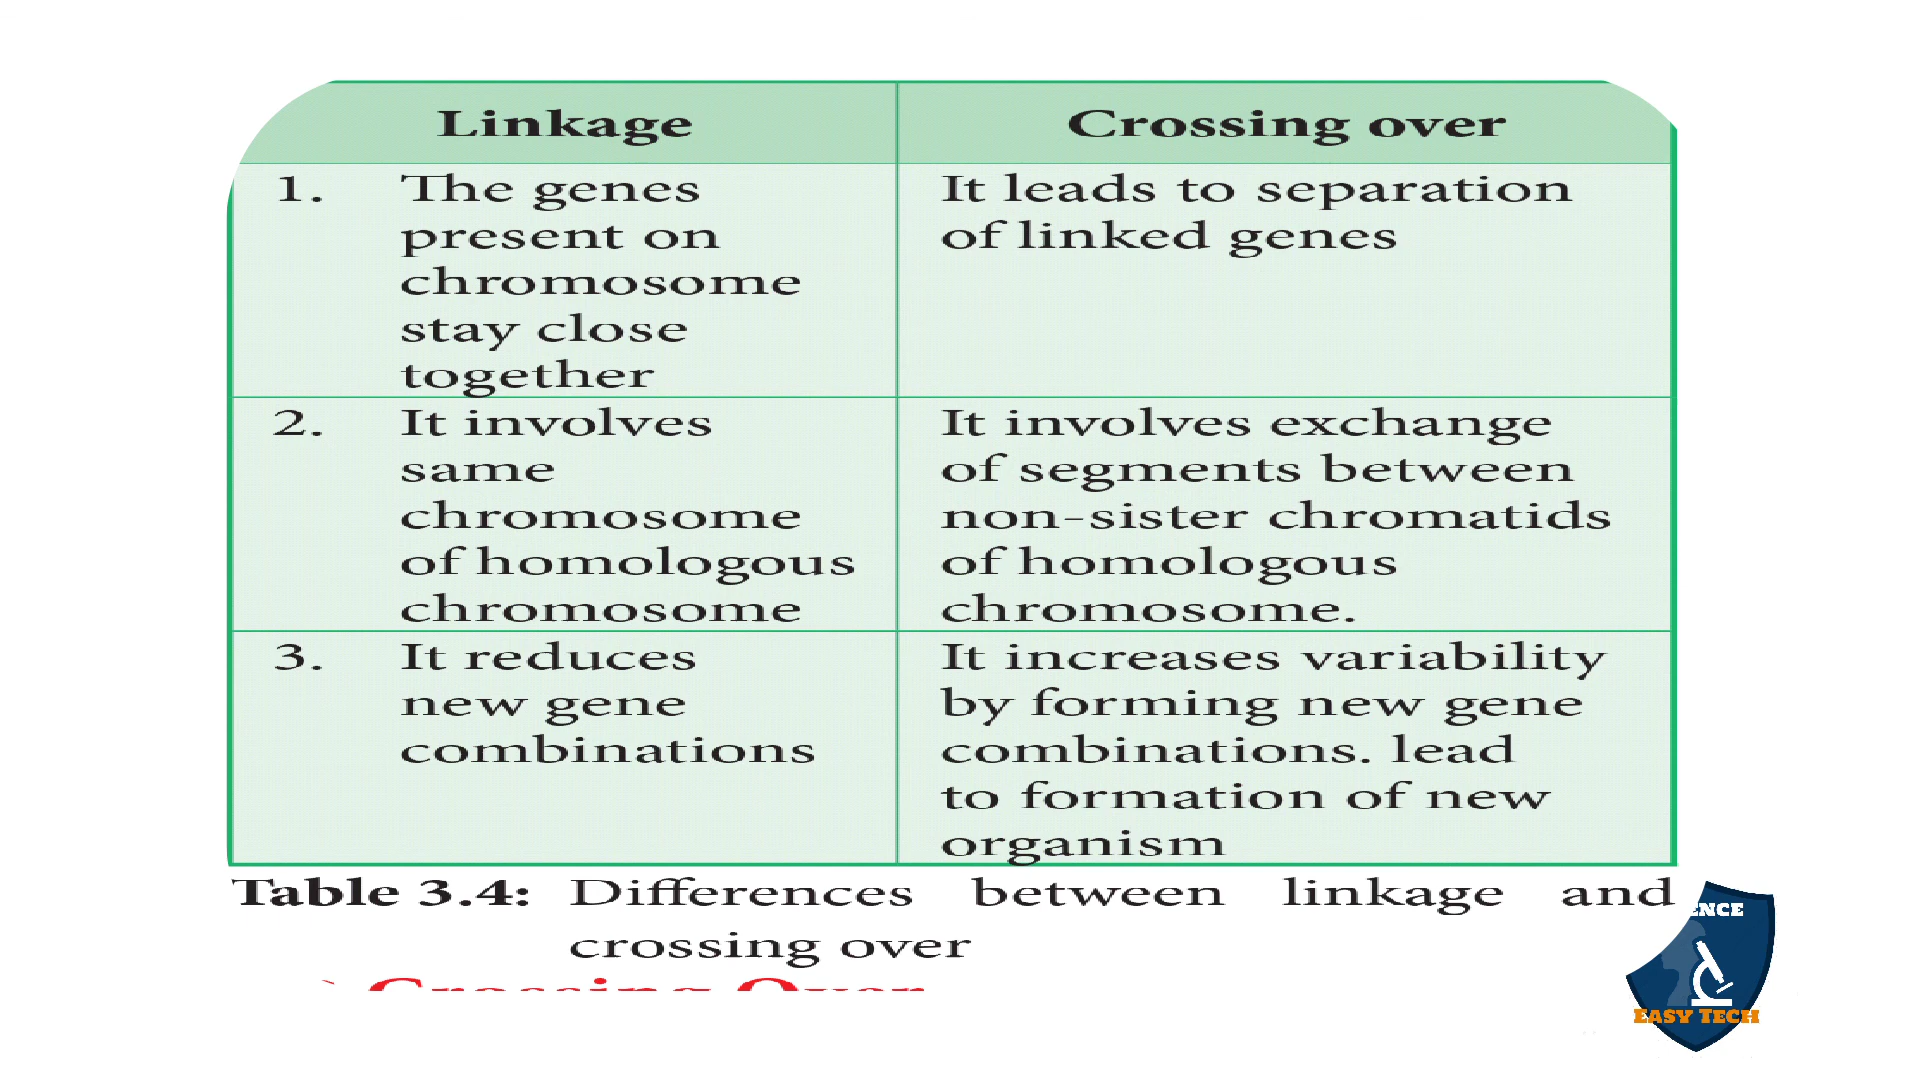 Linkage
Crossing over
1. The genes
present on
chromosome
stay close
together
It leads to separation
of linked genes
2. It involves
same
chromosome
of homologous
chromosome
It involves exchange
of segments between
non-sister chromatids
of homologous
chromosome.
3. It reduces
new gene
combinations
It increases variability
by forming new gene
combinations. lead
to formation of new
organism
Table 3.4: Differences between linkage and
crossing over
Crossing Over
EASY TECH